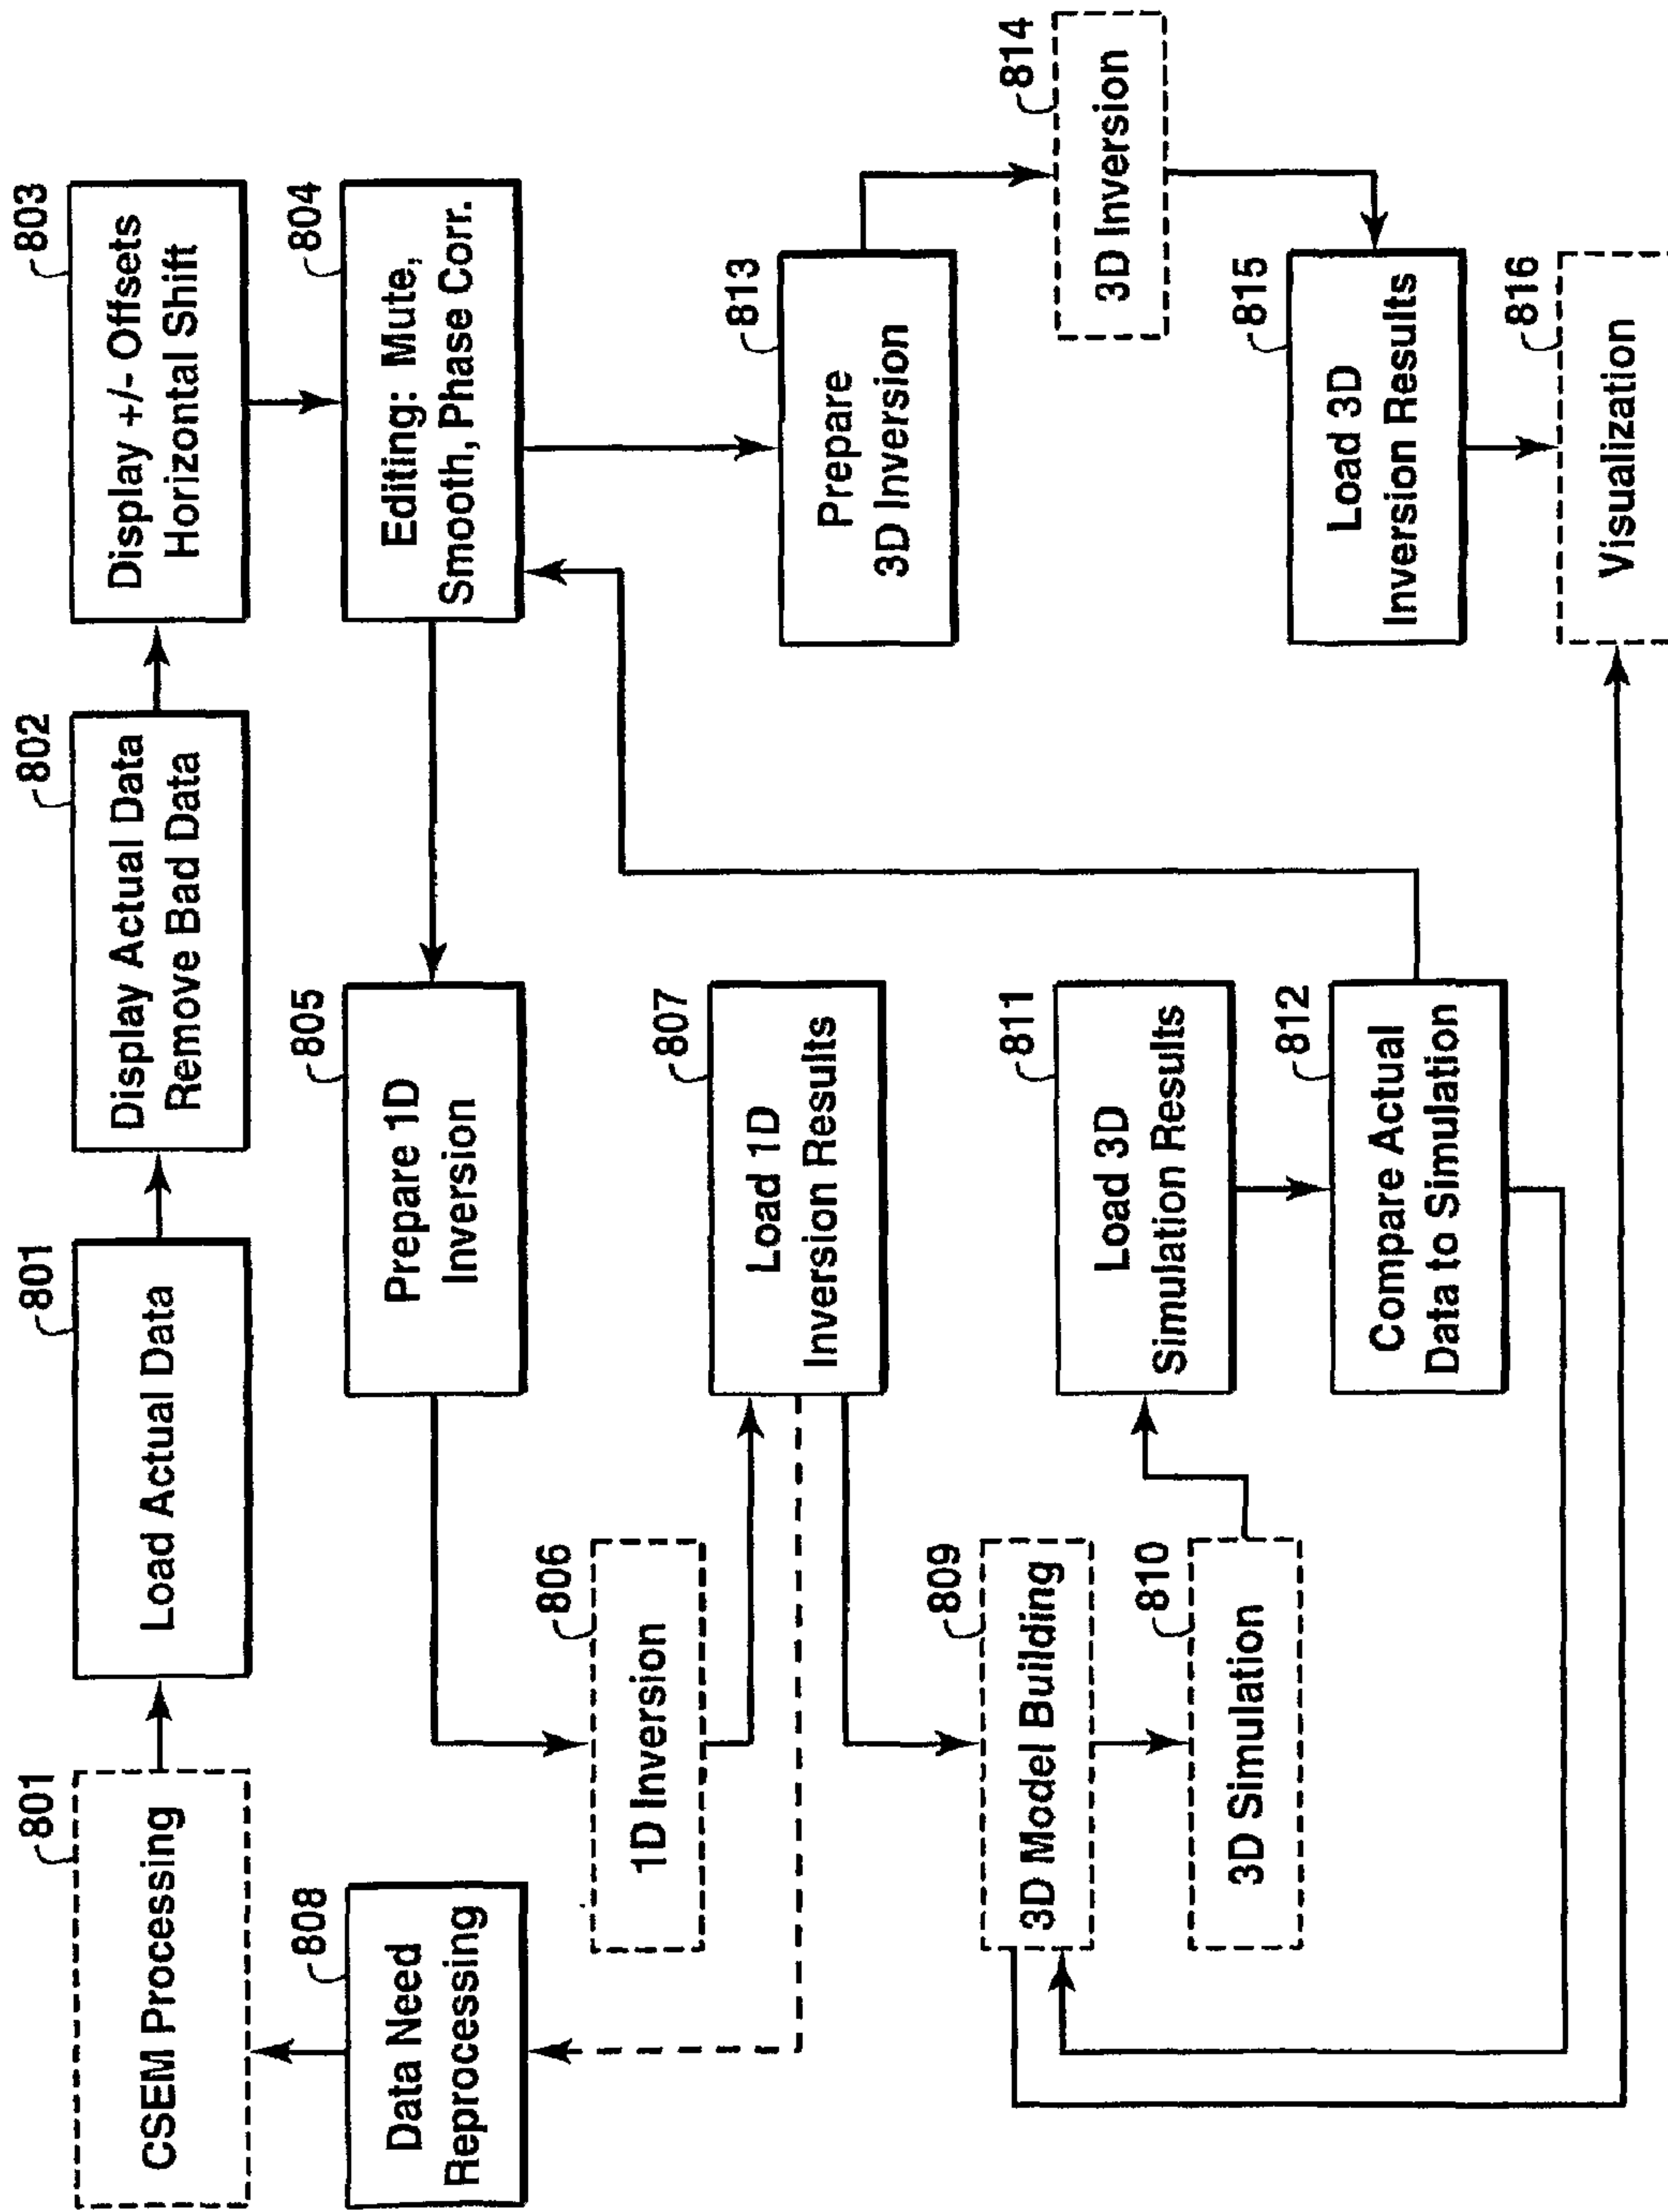 801
CSEM Processing
801
Load Actual Data
802
Display Actual Data
Remove Bad Data
803
Display +/- Offsets
Horizontal Shift
804
Editing: Mute,
Smooth, Phase Corr.
805
Prepare 1D
Inversion
806
1D Inversion
807
Load 1D
Inversion Results
808
Data Need
Reprocessing
809
3D Model Building
810
3D Simulation
811
Load 3D
Simulation Results
812
Compare Actual
Data to Simulation
813
Prepare
3D Inversion
814
3D Inversion
815
Load 3D
Inversion Results
816
Visualization